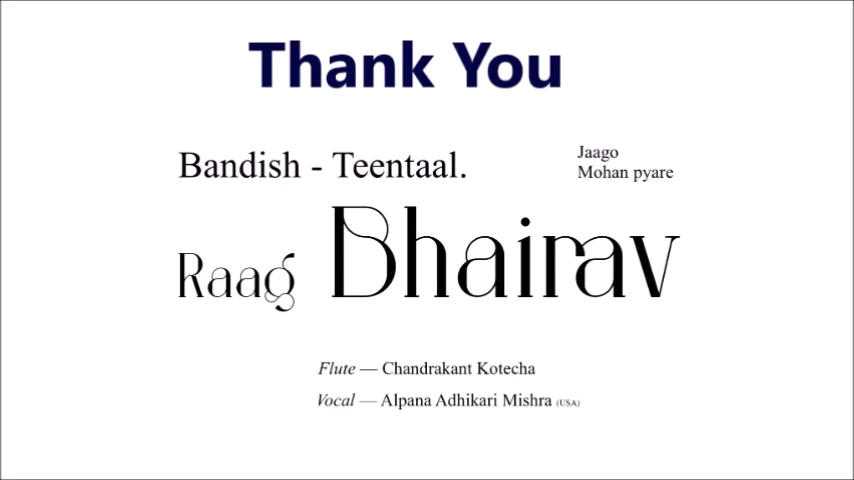 Thank You
Bandish - Teentaal.
Jaago
Mohan pyare
Raag Bhairav
Flute — Chandrakant Kotecha
Vocal — Alpana Adhikari Mishra (USA)